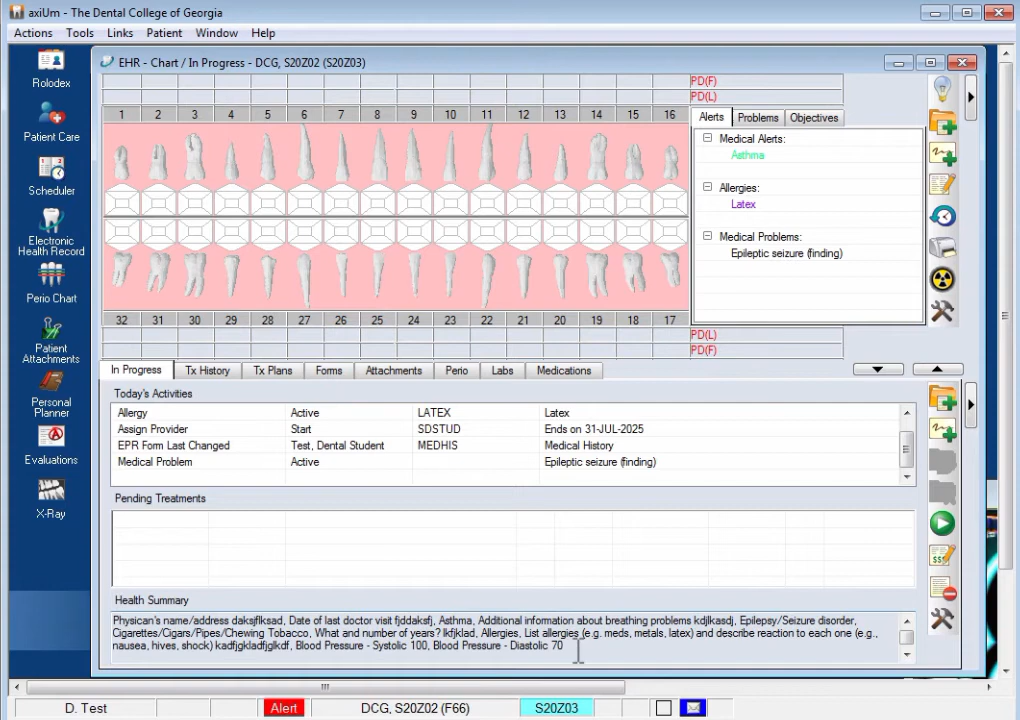 axiUm - The Dental College of Georgia
Actions Tools Links Patient Window Help
Rolodex
Patient Care
Scheduler
Electronic
Health Record
Perio Chart
Patient
Attachments
Personal
Planner
Evaluations
X-Ray
EHR - Chart / In Progress - DCG, S20Z02 (S20Z03)
PD(F)
PD(L)
1 2 3 4 5 6 7 8 9 10 11 12 13 14 15 16
32 31 30 29 28 27 26 25 24 23 22 21 20 19 18 17
PD(L)
PD(F)
Alerts Problems Objectives
Medical Alerts:
Asthma
Allergies:
Latex
Medical Problems:
Epileptic seizure (finding)
In Progress Tx History Tx Plans Forms Attachments Perio Labs Medications
Today's Activities
Allergy Active LATEX Latex
Assign Provider Start SDSTUD Ends on 31-JUL-2025
EPR Form Last Changed Test, Dental Student MEDHIS Medical History
Medical Problem Active Epileptic seizure (finding)
Pending Treatments
Health Summary
Physican's name/address daksjflksad, Date of last doctor visit fjddaksfj, Asthma, Additional information about breathing problems kdjlkasdj, Epilepsy/Seizure disorder,
Cigarettes/Cigars/Pipes/Chewing Tobacco, What and number of years? lkfjklad, Allergies, List allergies (e.g. meds, metals, latex) and describe reaction to each one (e.g.,
nausea, hives, shock) kadfjgkladfjglkdf, Blood Pressure - Systolic 100, Blood Pressure - Diastolic 70
D. Test Alert DCG, S20Z02 (F66) S20Z03